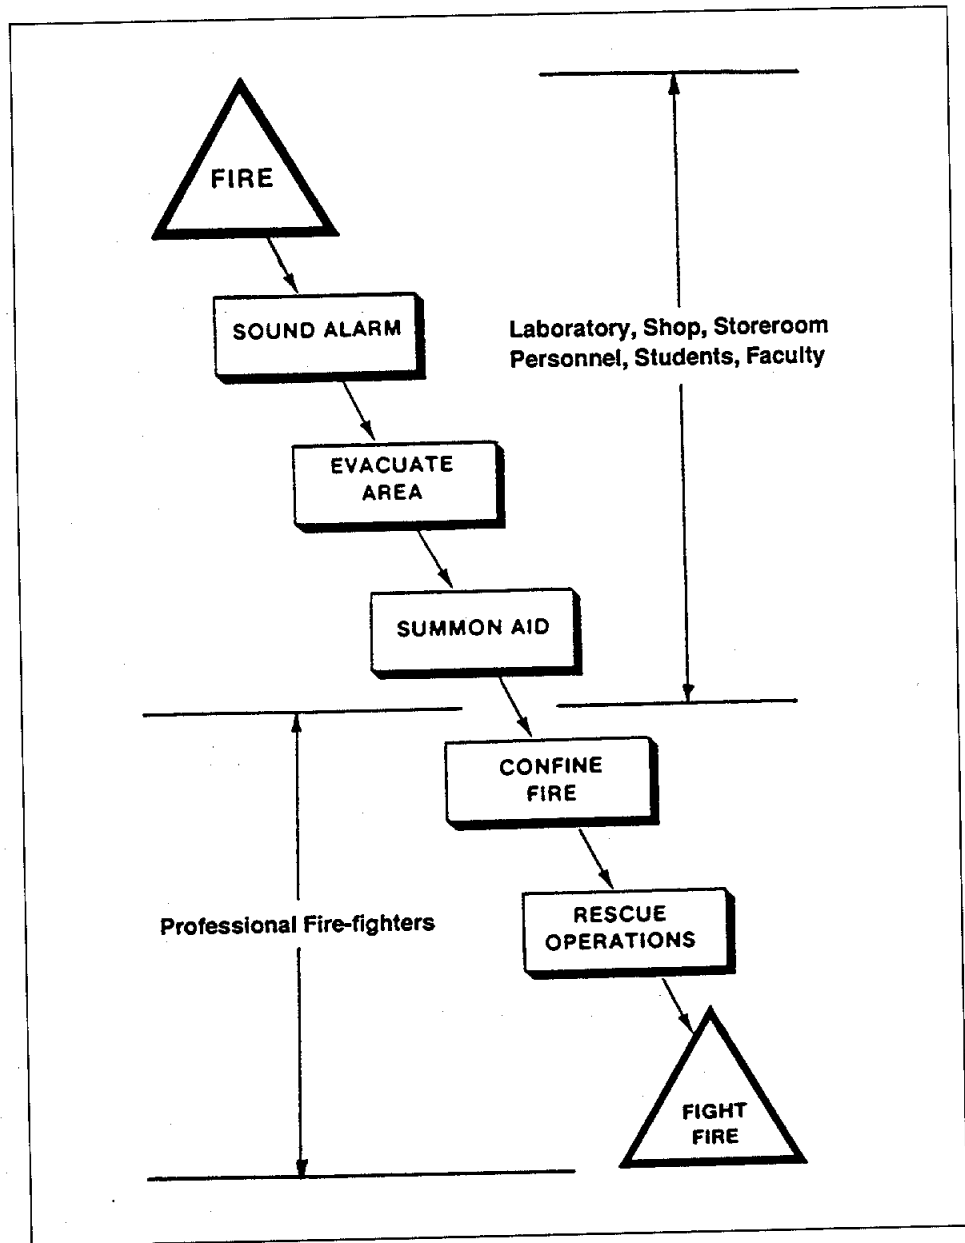 FIRE
SOUND ALARM
Laboratory, Shop, Storeroom
Personnel, Students, Faculty
EVACUATE
AREA
SUMMON AID
CONFINE
FIRE
Professional Fire-fighters
RESCUE
OPERATIONS
FIGHT
FIRE